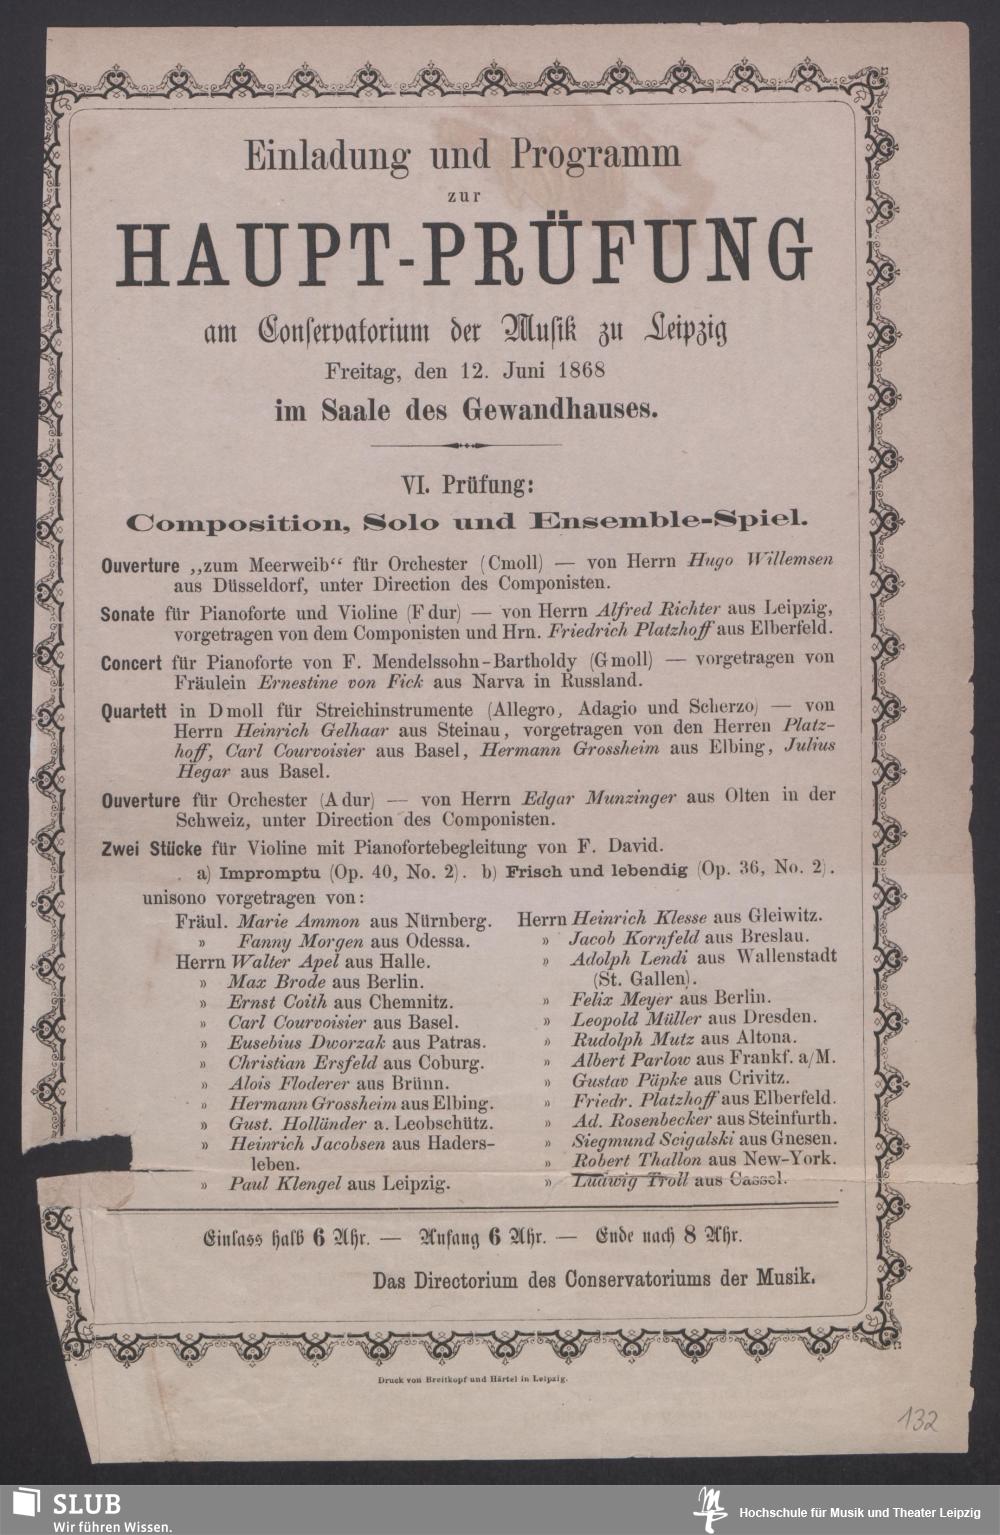 Einladung und Programm
zur
HAUPT-PRÜFUNG
am Conſervatorium der Muſik zu Leipzig
Freitag, den 12. Juni 1868
im Saale des Gewandhauses.
VI. Prüfung:
Composition, Solo und Ensemble-Spiel.
Ouverture „zum Meerweib“ für Orchester (Cmoll) — von Herrn Hugo Willemsen
aus Düsseldorf, unter Direction des Componisten.
Sonate für Pianoforte und Violine (F dur) — von Herrn Alfred Richter aus Leipzig,
vorgetragen von dem Componisten und Hrn. Friedrich Platzhoff aus Elberfeld.
Concert für Pianoforte von F. Mendelssohn-Bartholdy (G moll) — vorgetragen von
Fräulein Ernestine von Fick aus Narva in Russland.
Quartett in D moll für Streichinstrumente (Allegro, Adagio und Scherzo) — von
Herrn Heinrich Gelhaar aus Steinau, vorgetragen von den Herren Platz-
hoff, Carl Courvoisier aus Basel, Hermann Grossheim aus Elbing, Julius
Hegar aus Basel.
Ouverture für Orchester (A dur) — von Herrn Edgar Munzinger aus Olten in der
Schweiz, unter Direction des Componisten.
Zwei Stücke für Violine mit Pianofortebegleitung von F. David.
a) Impromptu (Op. 40, No. 2). b) Frisch und lebendig (Op. 36, No. 2).
unisono vorgetragen von:
Fräul. Marie Ammon aus Nürnberg.
» Fanny Morgen aus Odessa.
Herrn Walter Apel aus Halle.
» Max Brode aus Berlin.
» Ernst Coith aus Chemnitz.
» Carl Courvoisier aus Basel.
» Eusebius Dworzak aus Patras.
» Christian Ersfeld aus Coburg.
» Alois Floderer aus Brünn.
» Hermann Grossheim aus Elbing.
» Gust. Holländer a. Leobschütz.
» Heinrich Jacobsen aus Haders-
leben.
» Paul Klengel aus Leipzig.
Herrn Heinrich Klesse aus Gleiwitz.
» Jacob Kornfeld aus Breslau.
» Adolph Lendi aus Wallenstadt
(St. Gallen).
» Felix Meyer aus Berlin.
» Leopold Müller aus Dresden.
» Rudolph Mutz aus Altona.
» Albert Parlow aus Frankf. a/M.
» Gustav Päpke aus Crivitz.
» Friedr. Platzhoff aus Elberfeld.
» Ad. Rosenbecker aus Steinfurth.
» Siegmund Scigalski aus Gnesen.
» Robert Thallon aus New-York.
» Ludwig Troll aus Cassel.
Einlass halb 6 Uhr. — Anfang 6 Uhr. — Ende nach 8 Uhr.
Das Directorium des Conservatoriums der Musik.
Druck von Breitkopf und Härtel in Leipzig.
132
SLUB
Wir führen Wissen.
Hochschule für Musik und Theater Leipzig